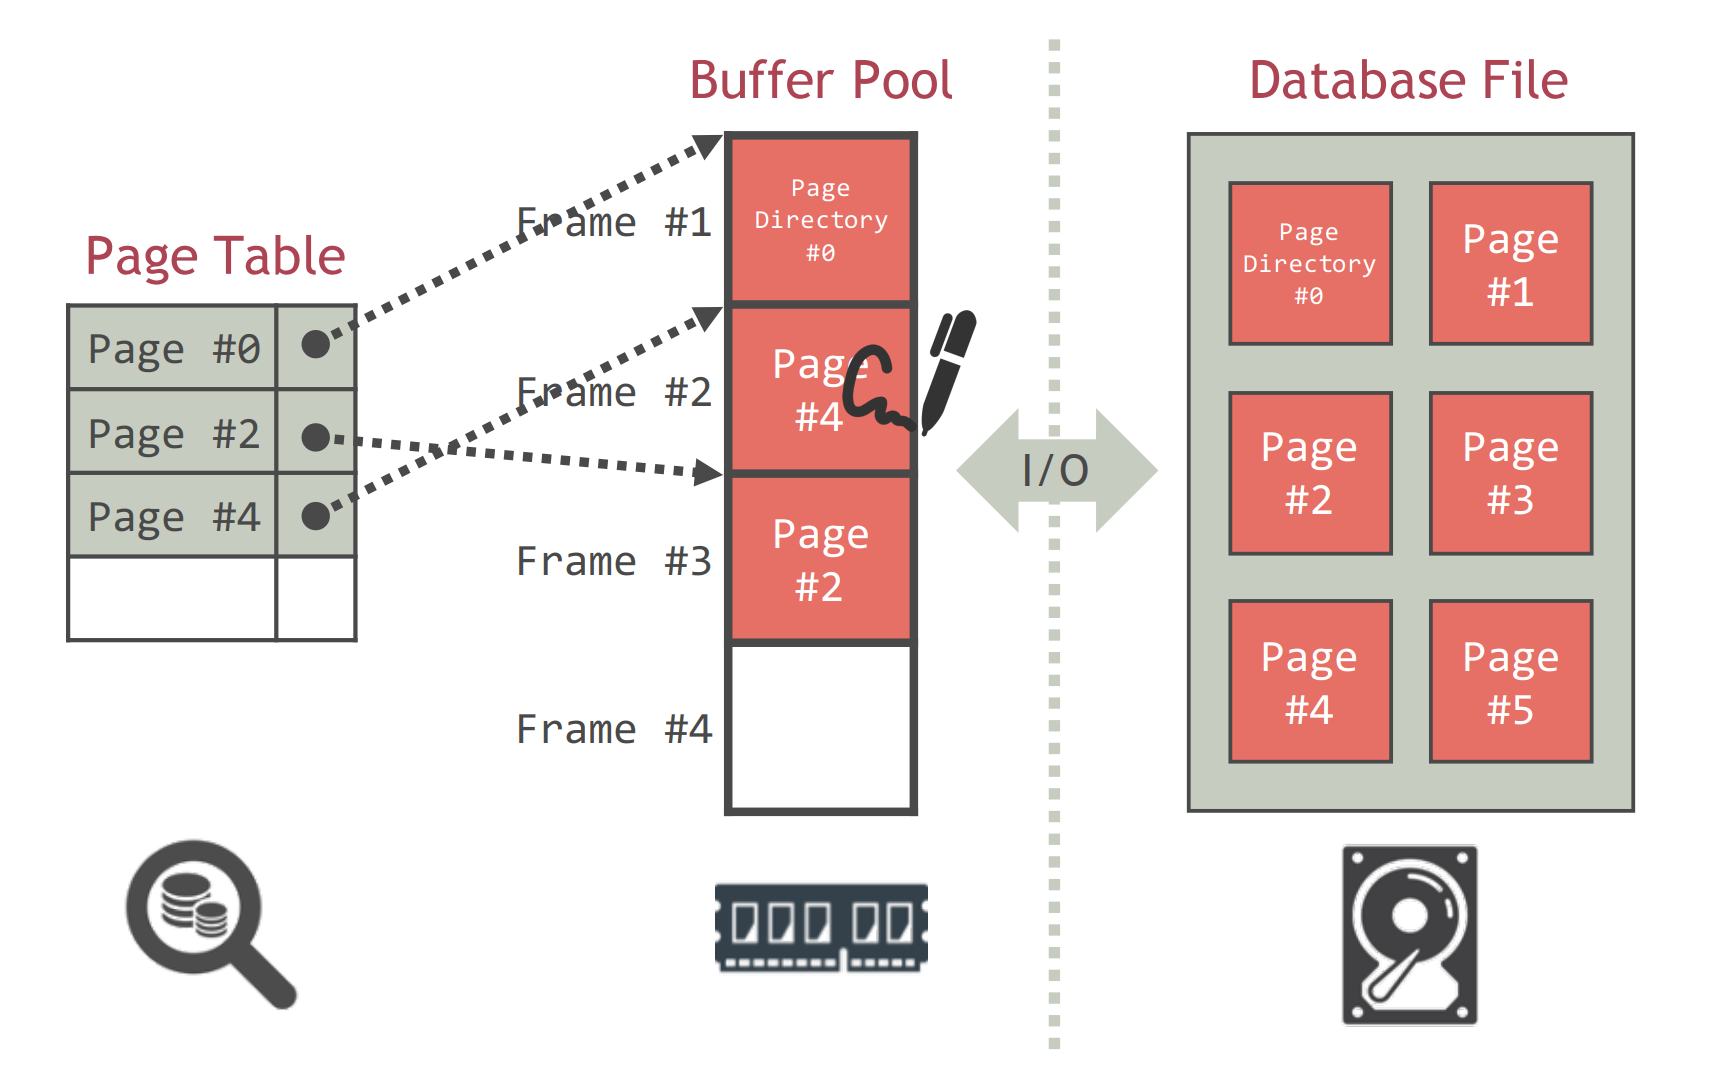 Page Table
Page #0
Page #2
Page #4
Buffer Pool
Frame #1
Page
Directory
#0
Frame #2
Page
#4
Frame #3
Page
#2
Frame #4
I/O
Database File
Page
Directory
#0
Page
#1
Page
#2
Page
#3
Page
#4
Page
#5